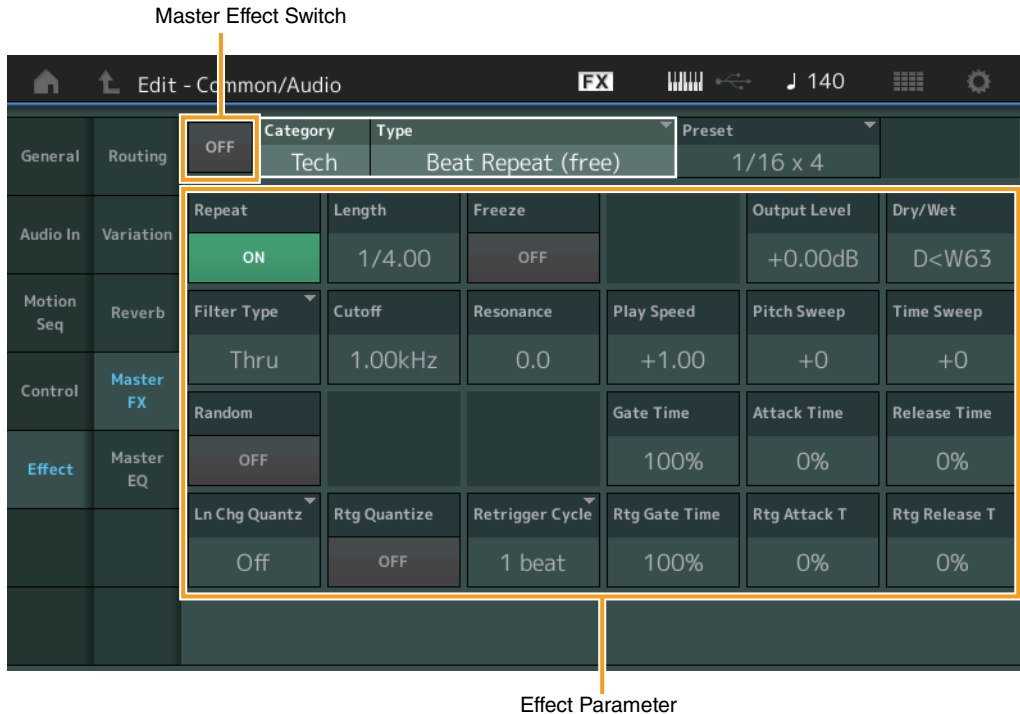 Master Effect Switch
Edit - Common/Audio FX ♩ 140
General Routing OFF Category Type Preset
Tech Beat Repeat (free) 1/16 x 4
Audio In Variation Repeat Length Freeze Output Level Dry/Wet
ON 1/4.00 OFF +0.00dB D<W63
Motion Seq Reverb Filter Type Cutoff Resonance Play Speed Pitch Sweep Time Sweep
Thru 1.00kHz 0.0 +1.00 +0 +0
Control Master FX Random Gate Time Attack Time Release Time
OFF 100% 0% 0%
Effect Master EQ Ln Chg Quantz Rtg Quantize Retrigger Cycle Rtg Gate Time Rtg Attack T Rtg Release T
Off OFF 1 beat 100% 0% 0%
Effect Parameter